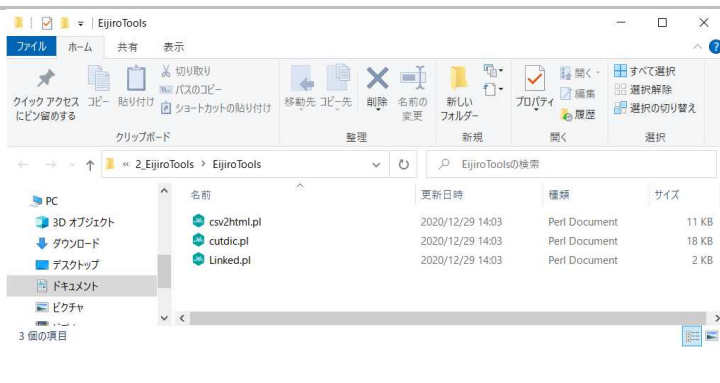 EijiroTools
ファイル ホーム 共有 表示
クイック アクセスにピン留めする
コピー
貼り付け
切り取り
パスのコピー
ショートカットの貼り付け
移動先
コピー先
削除
名前の変更
新しいフォルダー
プロパティ
開く
編集
履歴
すべて選択
選択解除
選択の切り替え
クリップボード 整理 新規 開く 選択
« 2_EijiroTools > EijiroTools
EijiroToolsの検索
PC
3D オブジェクト
ダウンロード
デスクトップ
ドキュメント
ピクチャ
名前 更新日時 種類 サイズ
csv2html.pl 2020/12/29 14:03 Perl Document 11 KB
cutdic.pl 2020/12/29 14:03 Perl Document 18 KB
Linked.pl 2020/12/29 14:03 Perl Document 2 KB
3 個の項目